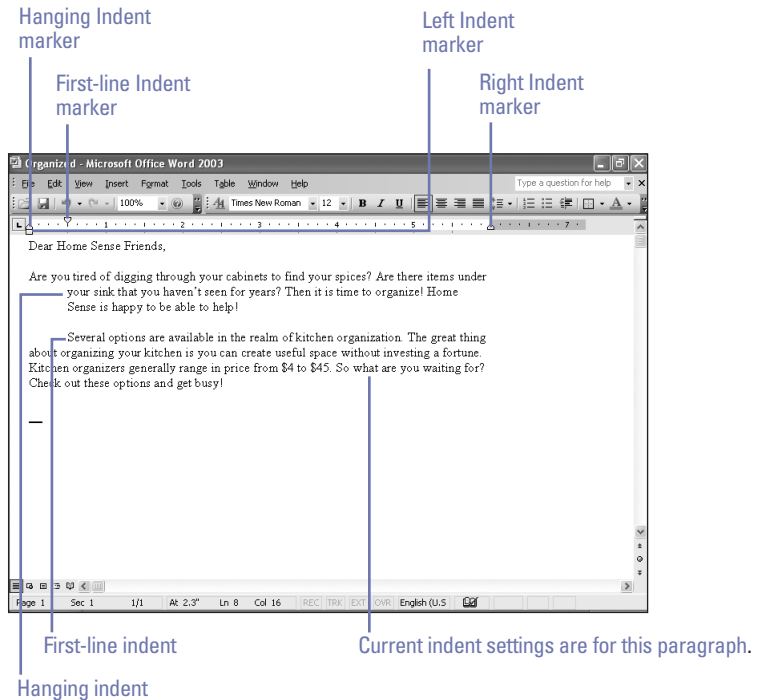 Hanging Indent
marker
Left Indent
marker
First-line Indent
marker
Right Indent
marker
Organized - Microsoft Office Word 2003
File Edit View Insert Format Tools Table Window Help Type a question for help
100% Times New Roman 12 B I U A
L 1 2 3 4 5 7
Dear Home Sense Friends,
Are you tired of digging through your cabinets to find your spices? Are there items under
your sink that you haven't seen for years? Then it is time to organize! Home
Sense is happy to be able to help!
Several options are available in the realm of kitchen organization. The great thing
about organizing your kitchen is you can create useful space without investing a fortune.
Kitchen organizers generally range in price from $4 to $45. So what are you waiting for?
Check out these options and get busy!
Page 1 Sec 1 1/1 At 2.3" Ln 8 Col 16 REC TRK EXT OVR English (U.S
First-line indent
Current indent settings are for this paragraph.
Hanging indent